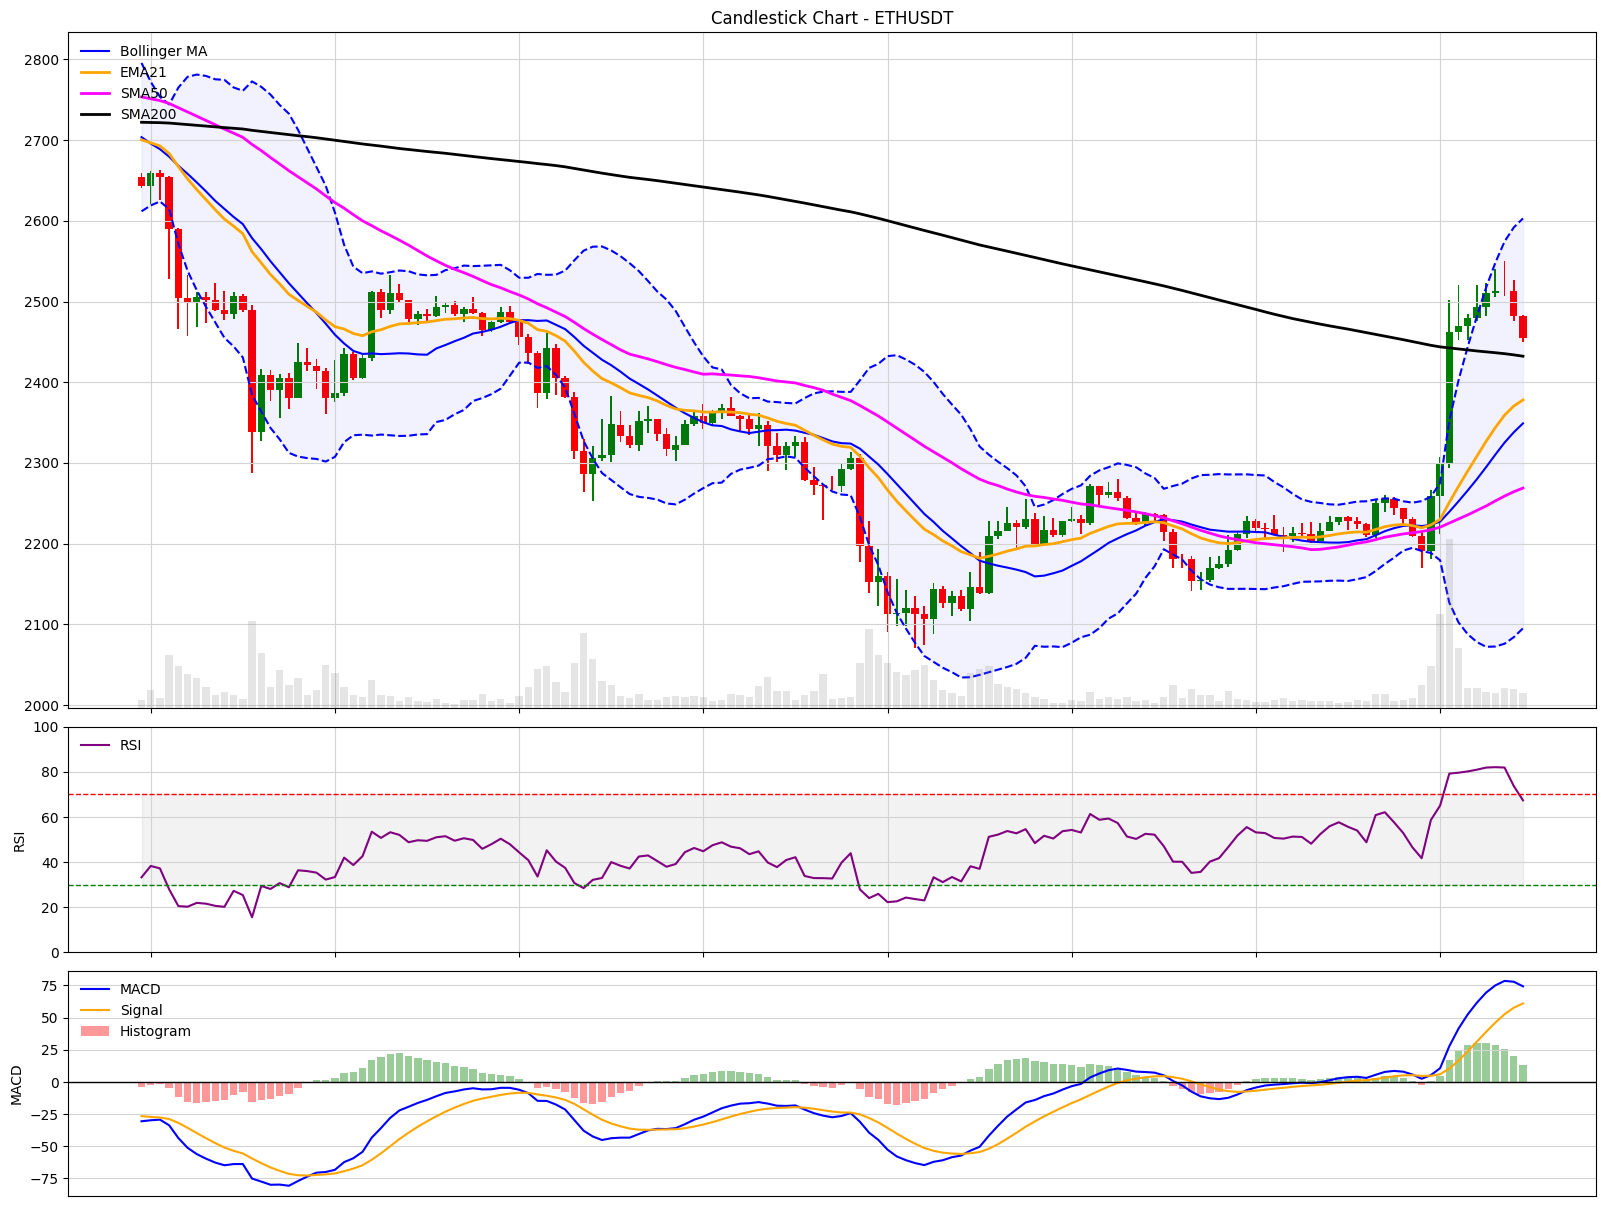 Candlestick Chart - ETHUSDT
Bollinger MA
EMA21
SMA50
SMA200
2800
2700
2600
2500
2400
2300
2200
2100
2000
RSI
100
80
60
40
20
0
RSI
MACD
Signal
Histogram
75
50
25
0
−25
−50
−75
MACD